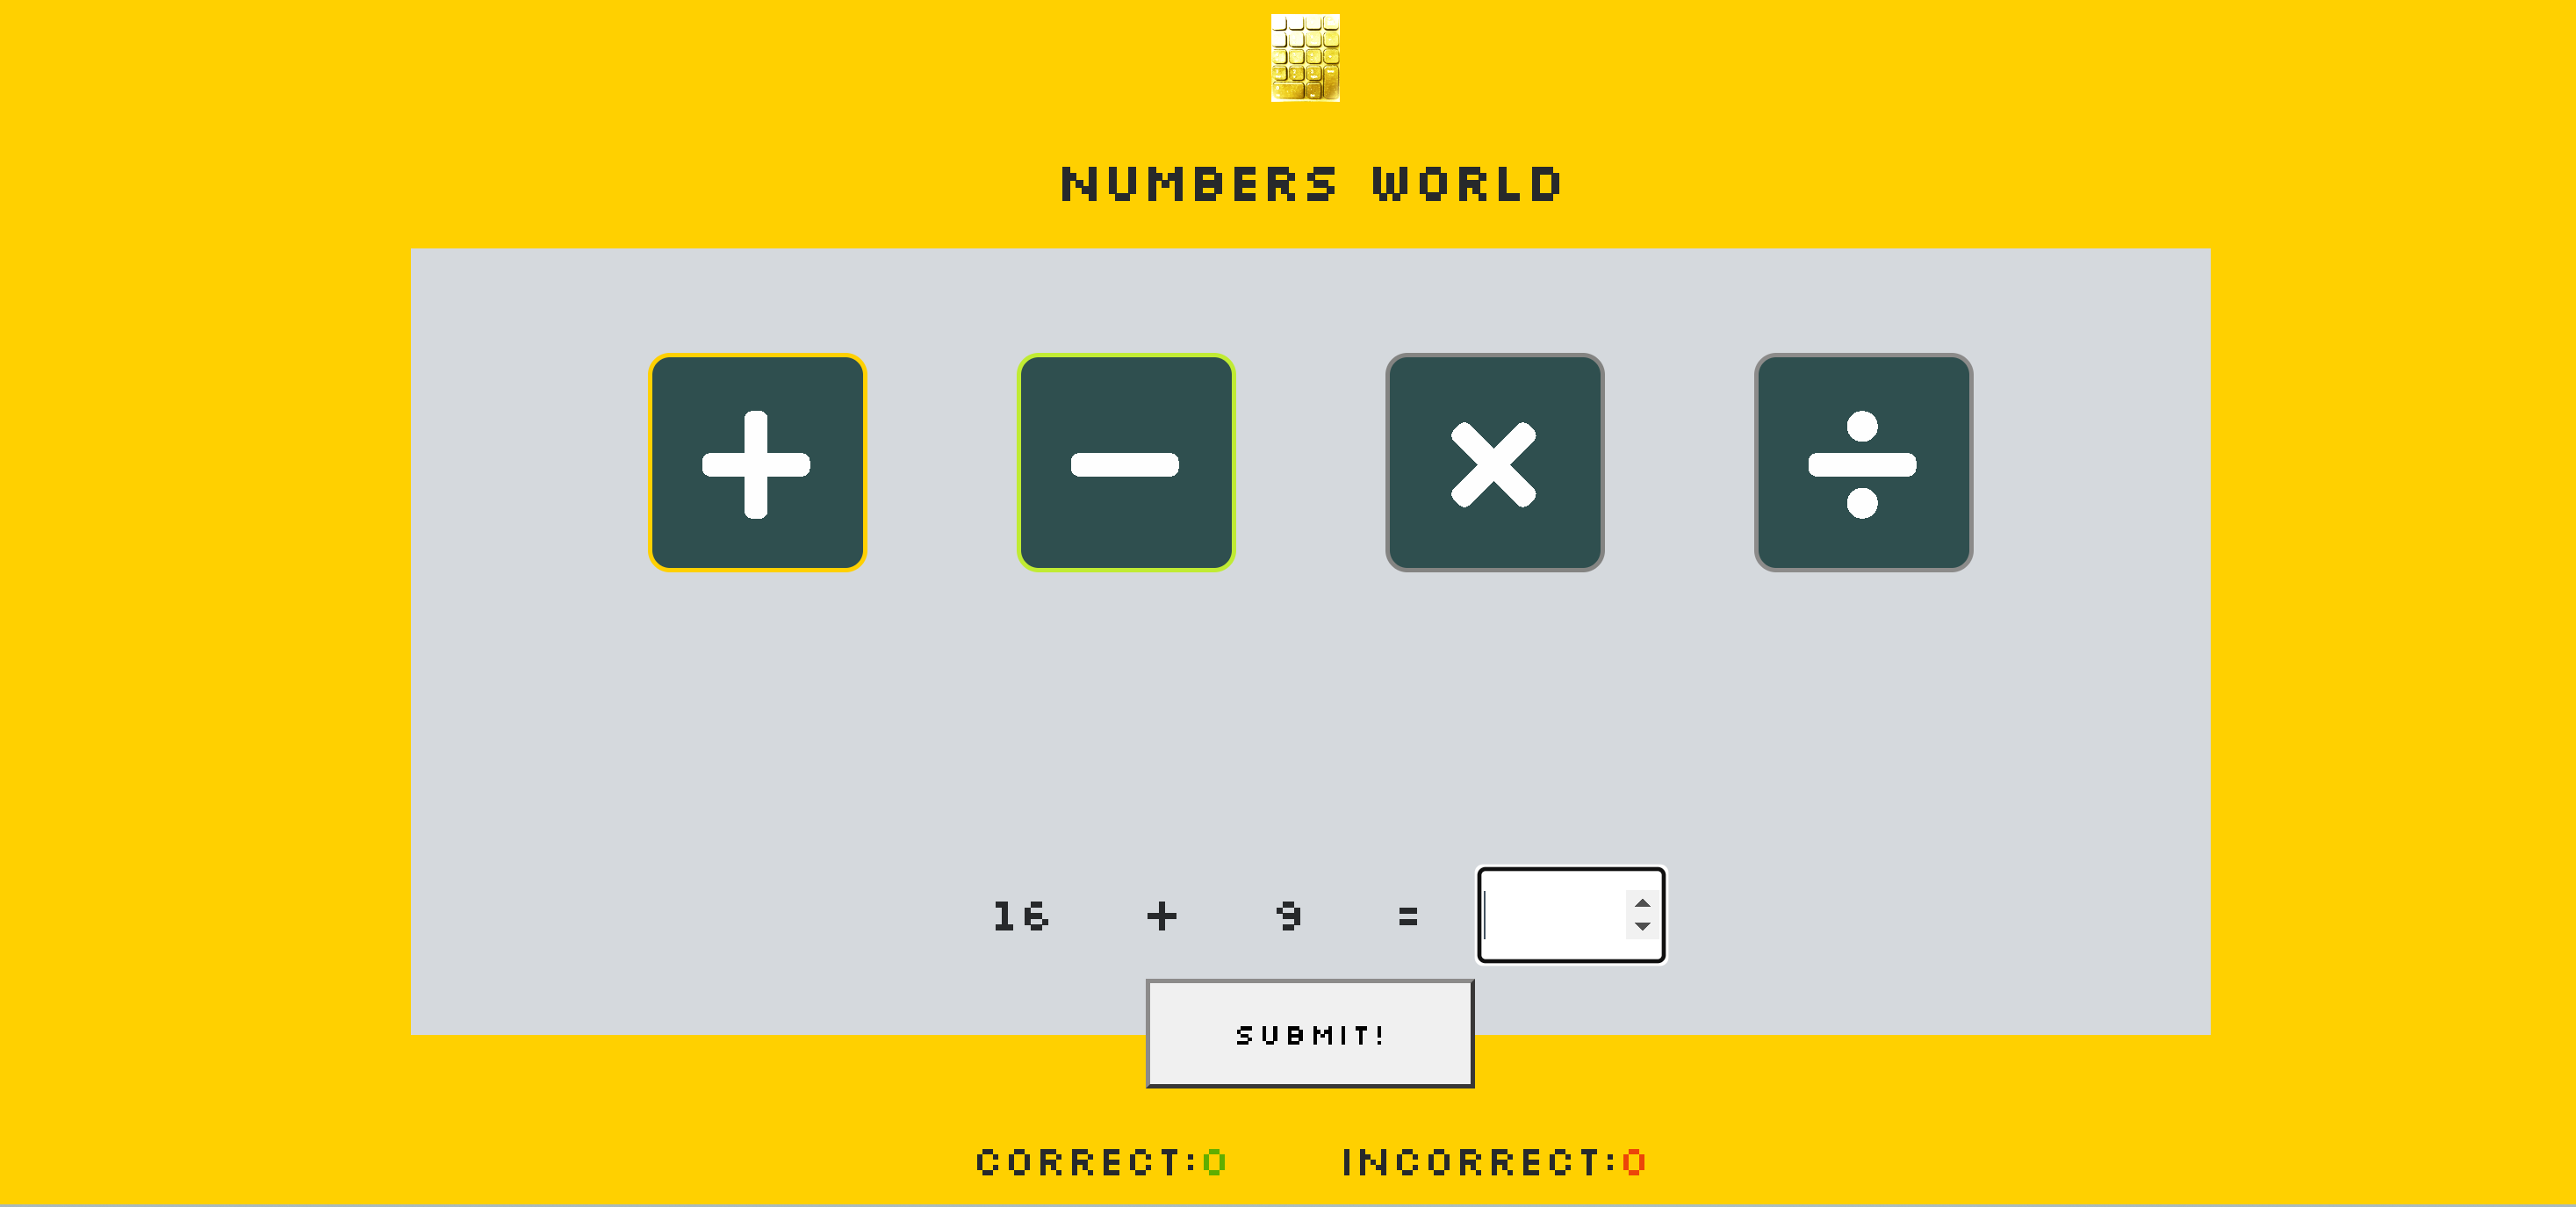 NUMBERS WORLD
+ − × ÷
16 + 9 =
SUBMIT!
CORRECT:0 INCORRECT:0